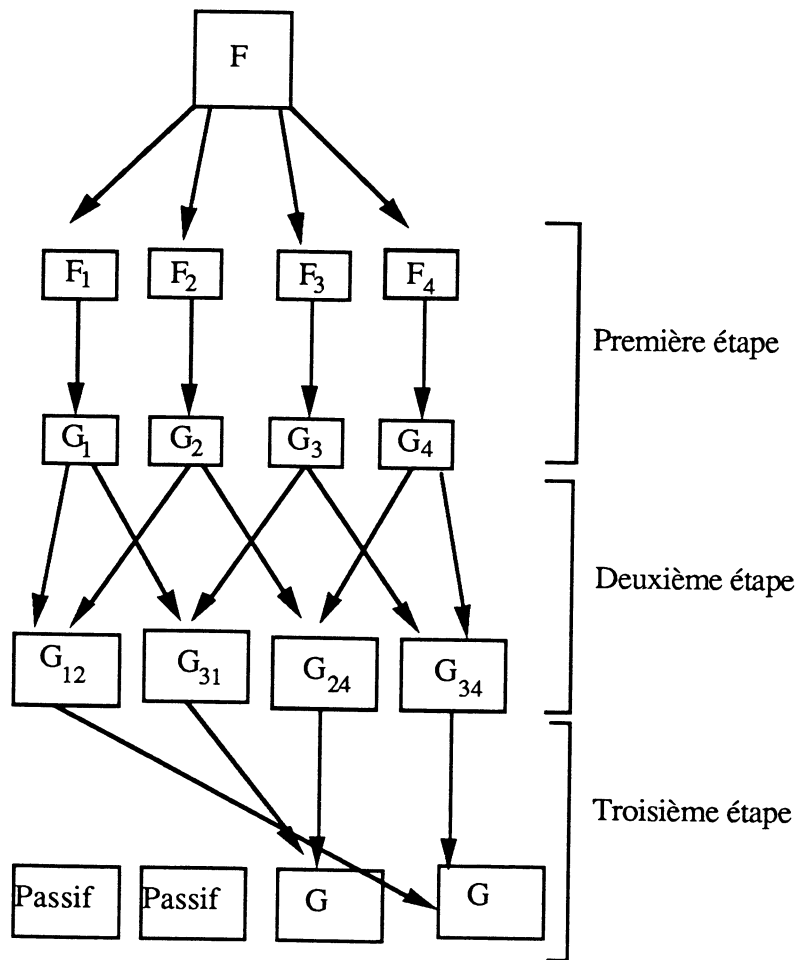 F
F1 F2 F3 F4
Première étape
G1 G2 G3 G4
Deuxième étape
G12 G31 G24 G34
Troisième étape
Passif Passif G G